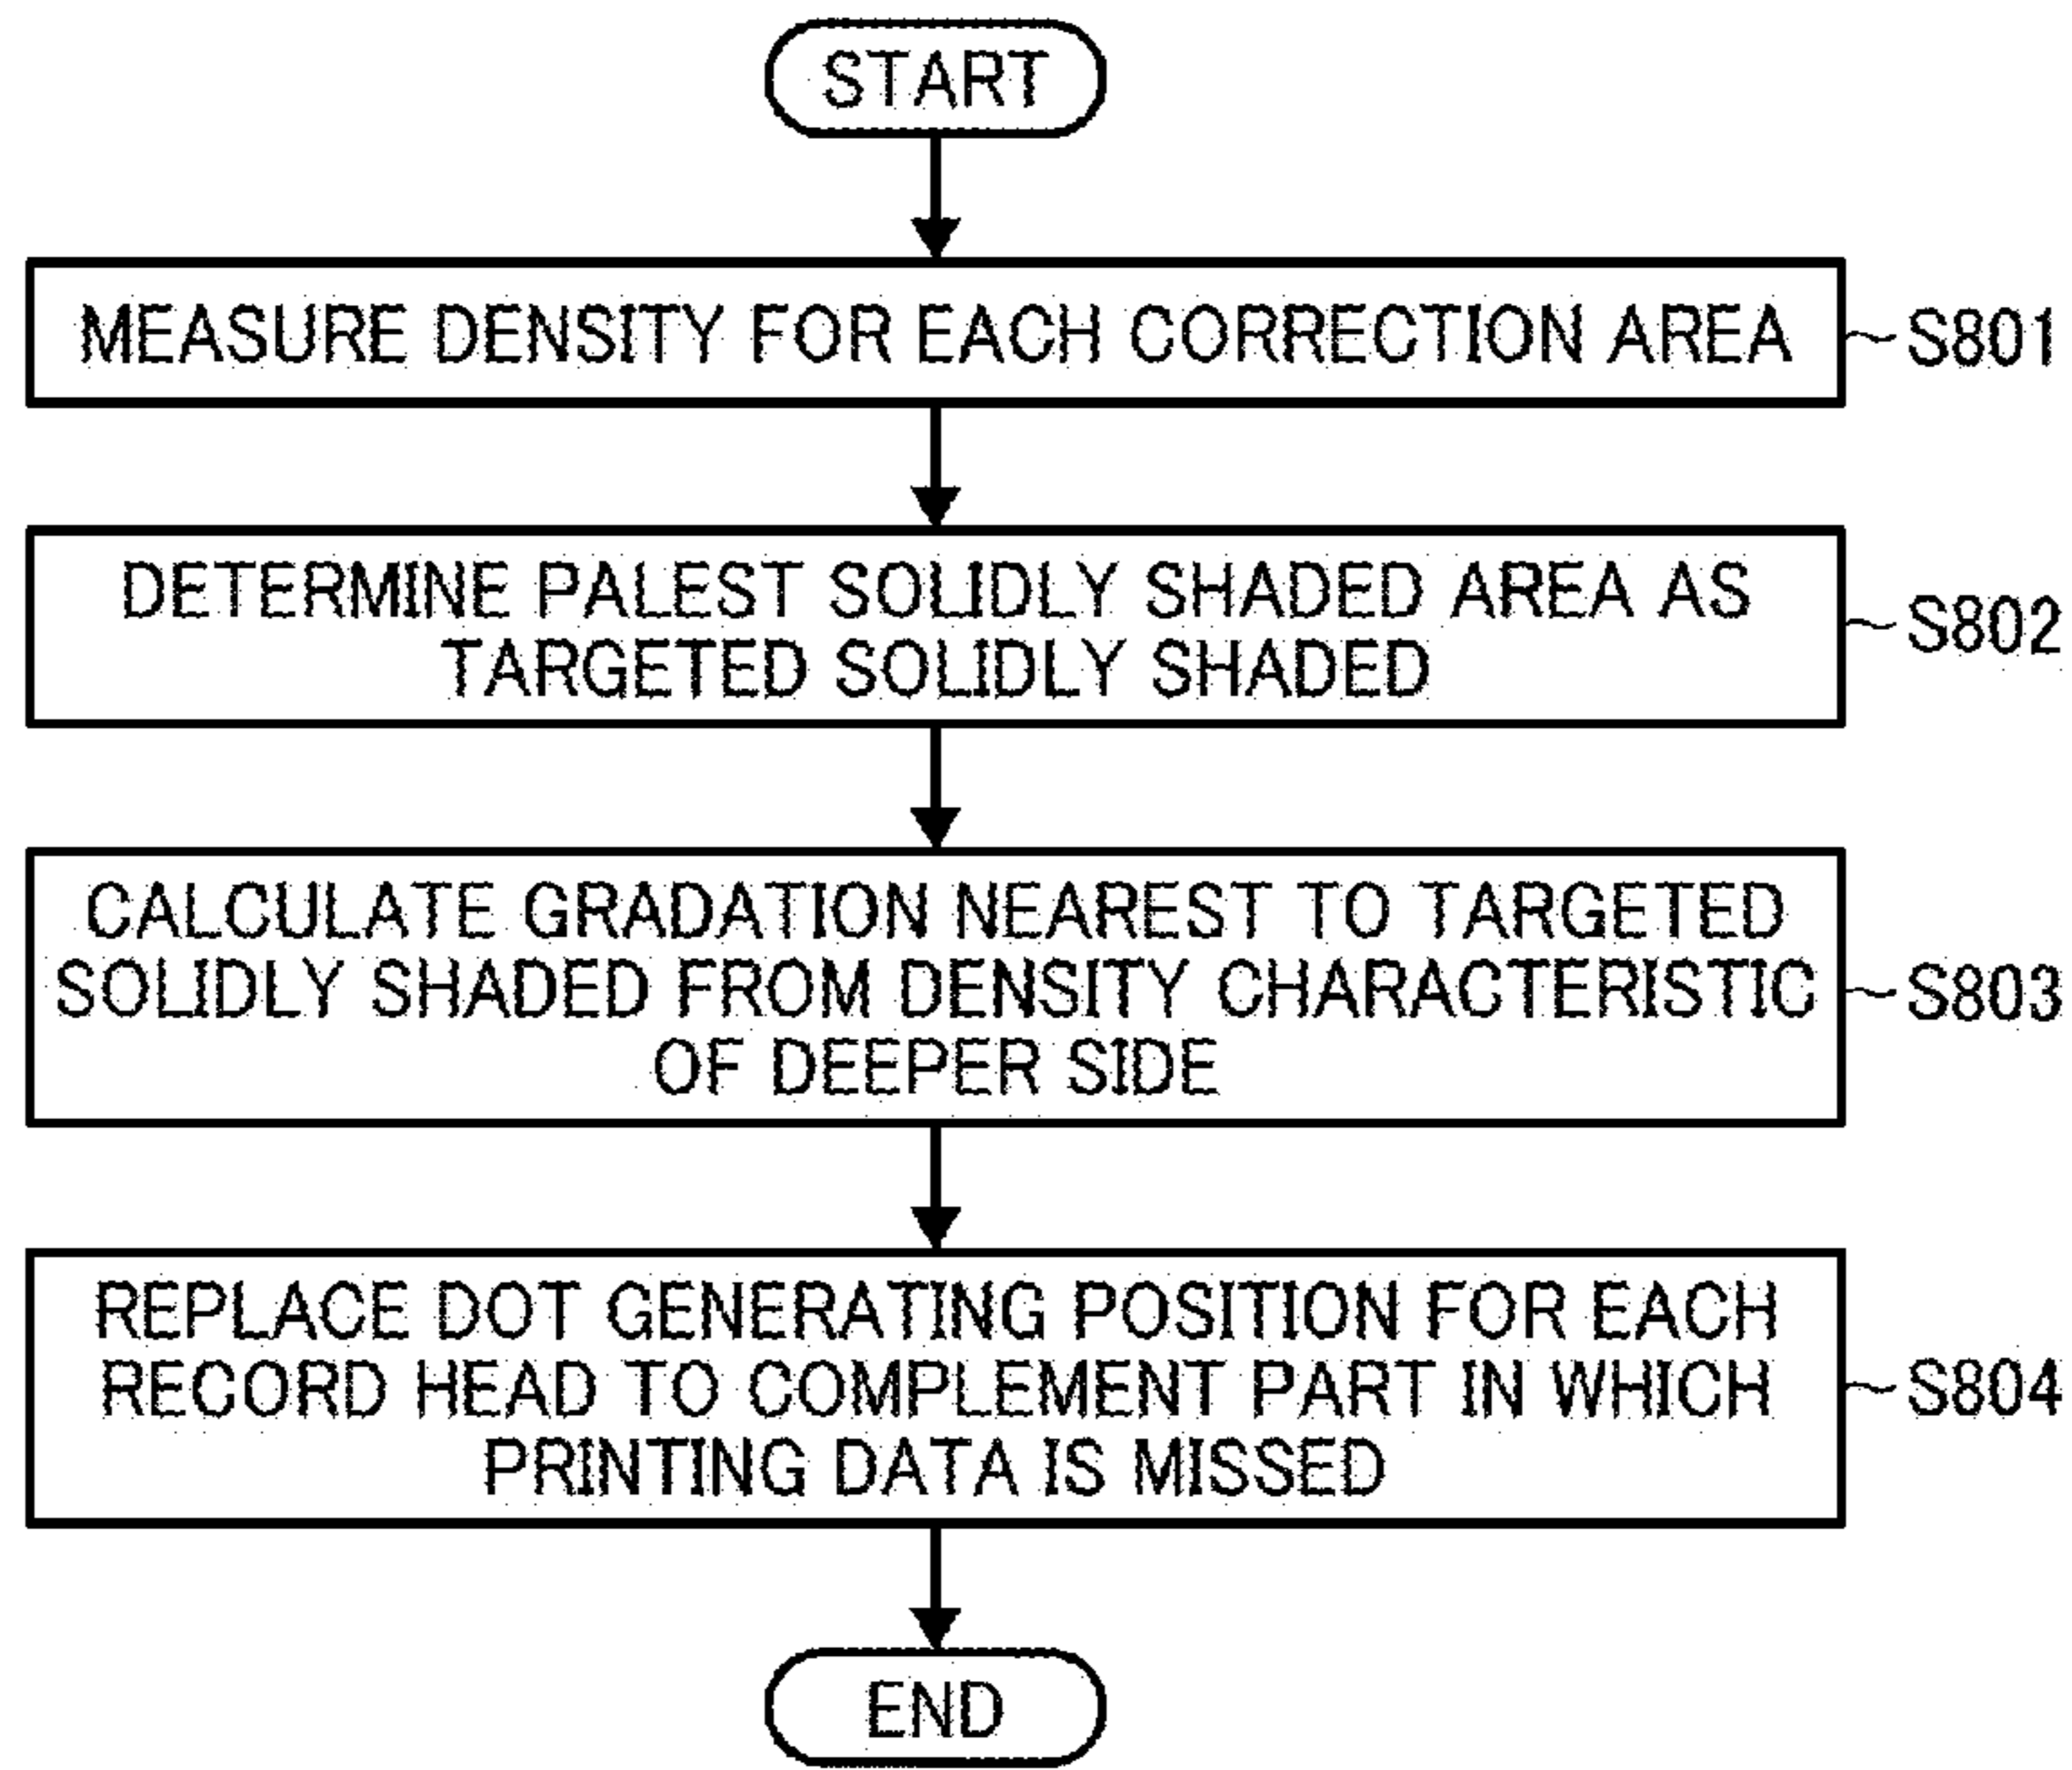 START
MEASURE DENSITY FOR EACH CORRECTION AREA
S801
DETERMINE PALEST SOLIDLY SHADED AREA AS
TARGETED SOLIDLY SHADED
S802
CALCULATE GRADATION NEAREST TO TARGETED
SOLIDLY SHADED FROM DENSITY CHARACTERISTIC
OF DEEPER SIDE
S803
REPLACE DOT GENERATING POSITION FOR EACH
RECORD HEAD TO COMPLEMENT PART IN WHICH
PRINTING DATA IS MISSED
S804
END